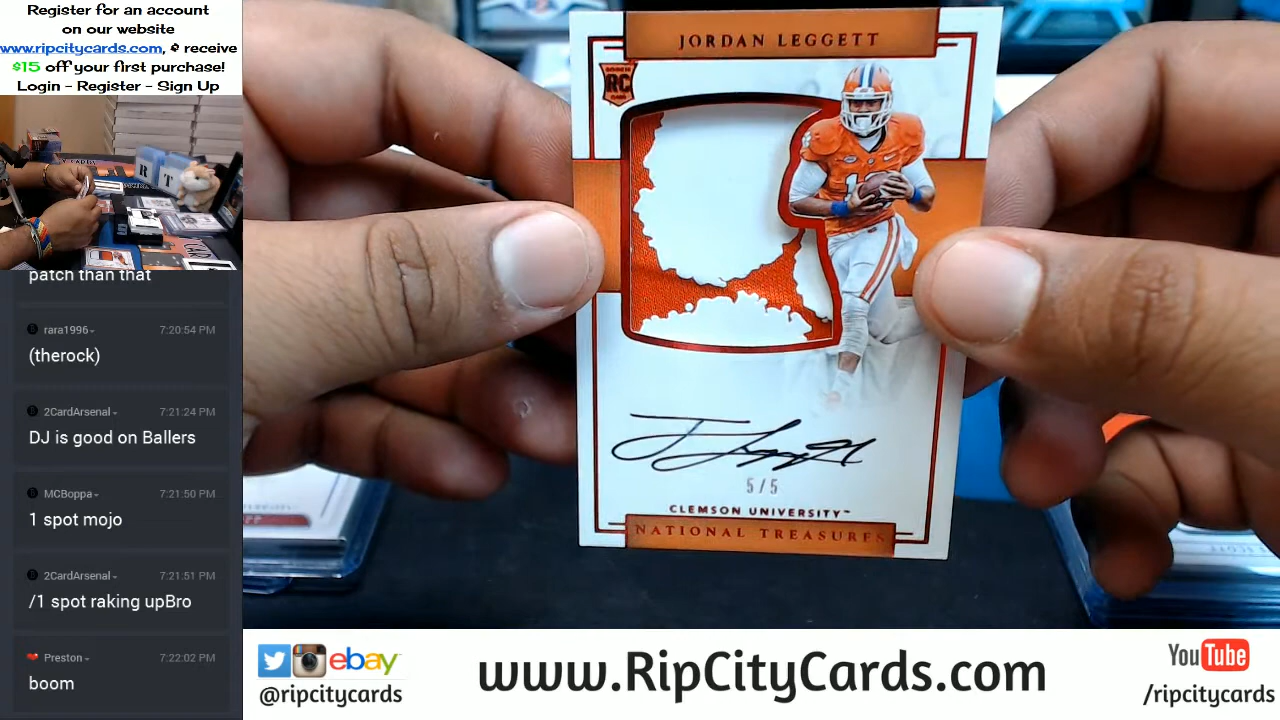 Register for an account
on our website
www.ripcitycards.com, & receive
$15 off your first purchase!
Login - Register - Sign Up
R T
patch than that
rara1996
7:20:54 PM
(therock)
2CardArsenal
7:21:24 PM
DJ is good on Ballers
MCBoppa
7:21:50 PM
1 spot mojo
2CardArsenal
7:21:51 PM
/1 spot raking upBro
Preston
7:22:02 PM
boom
JORDAN LEGGETT
RC
5/5
CLEMSON UNIVERSITY™
NATIONAL TREASURES
ebay
@ripcitycards
www.RipCityCards.com
YouTube
/ripcitycards